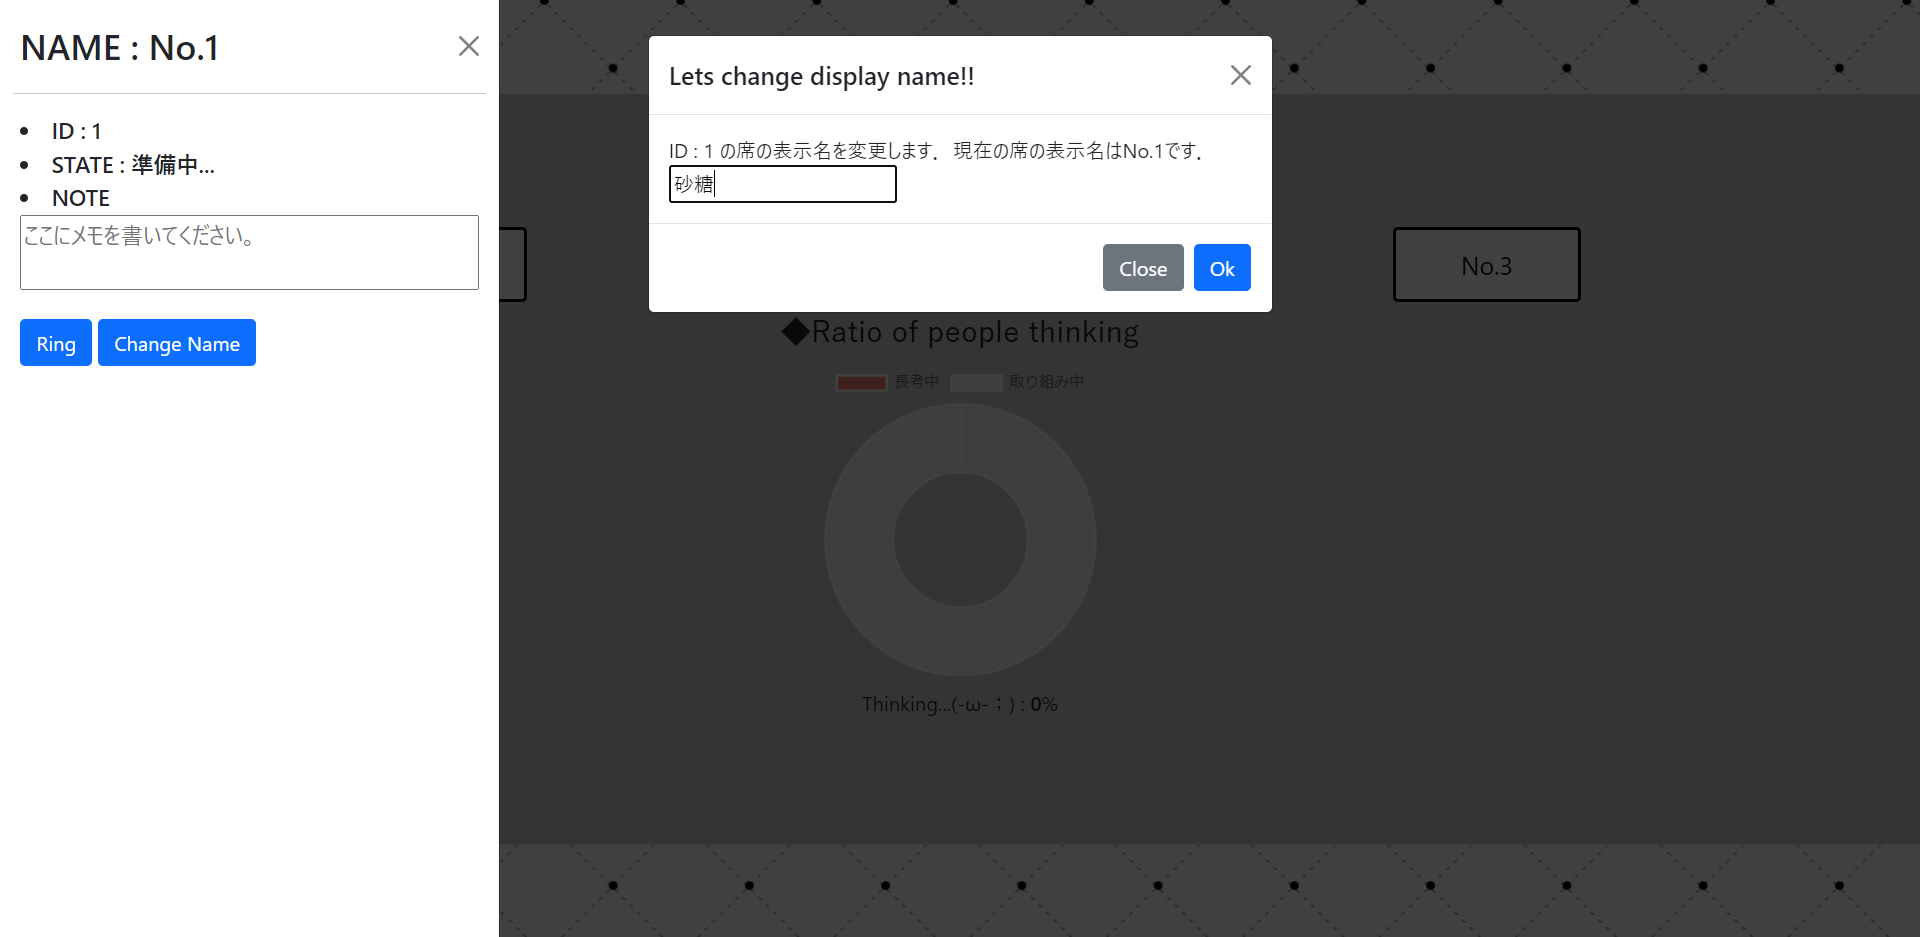 NAME : No.1
ID : 1
STATE : 準備中...
NOTE
ここにメモを書いてください。
Ring
Change Name
Lets change display name!!
ID : 1 の席の表示名を変更します． 現在の席の表示名はNo.1です．
砂糖
Close
Ok
No.3
◆Ratio of people thinking
長考中
取り組み中
Thinking...(-ω-；) : 0%